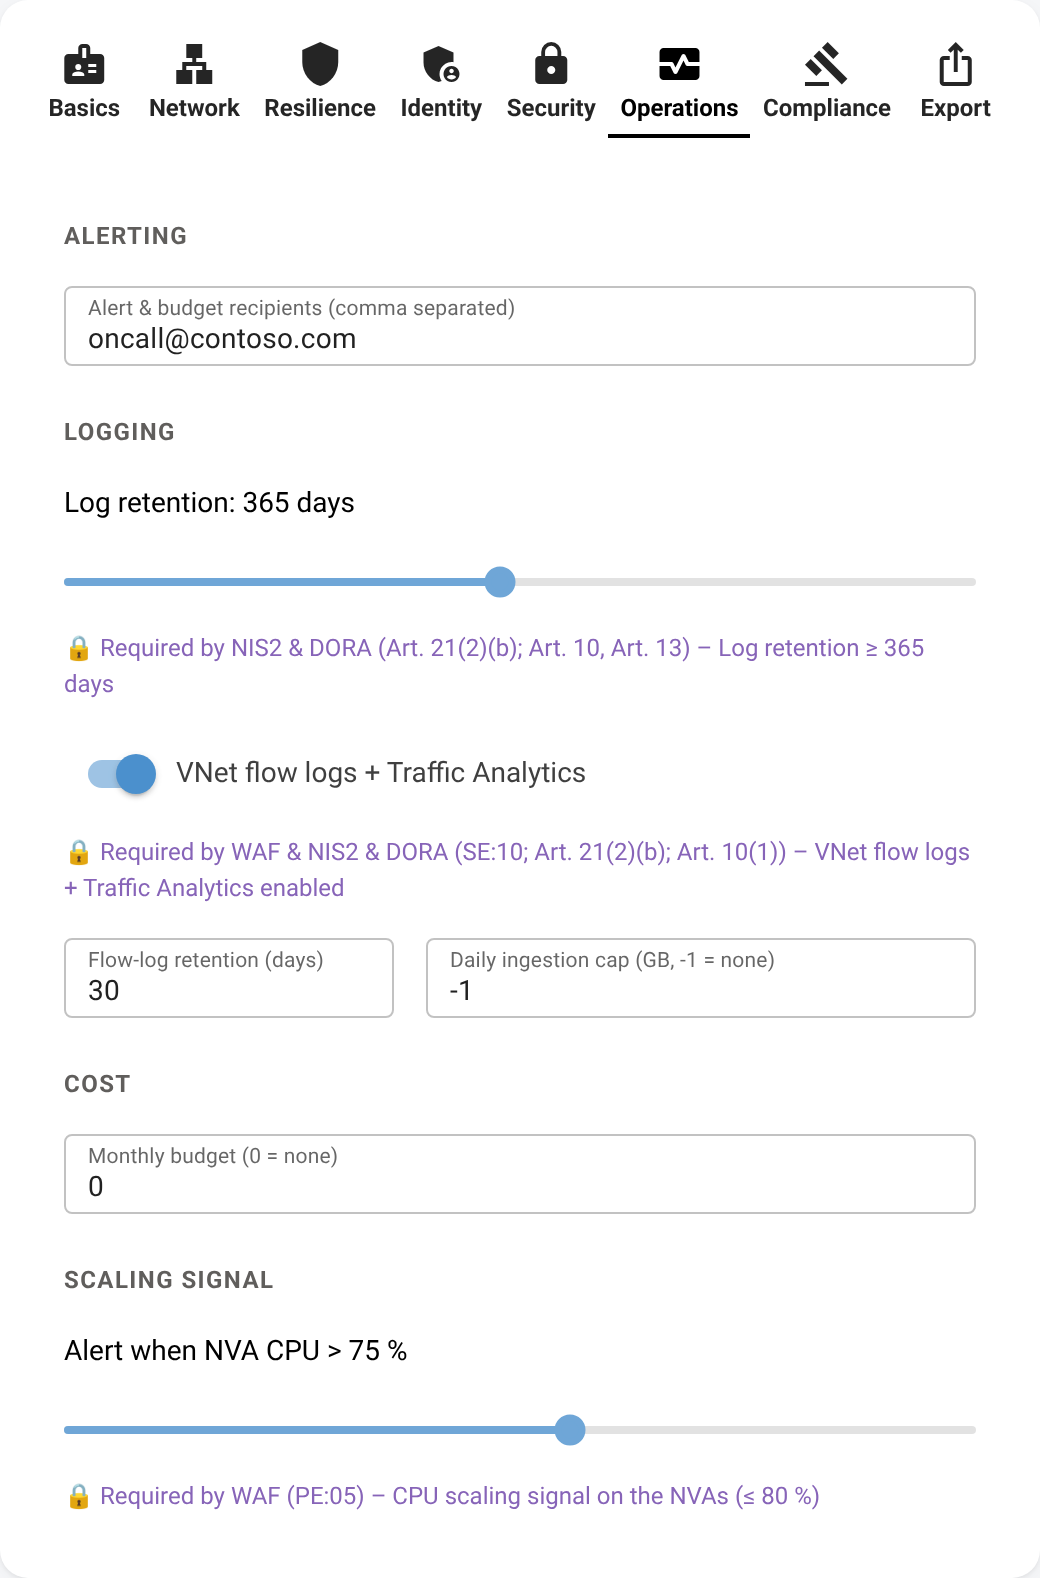 Basics Network Resilience Identity Security Operations Compliance Export
ALERTING
Alert & budget recipients (comma separated)
oncall@contoso.com
LOGGING
Log retention: 365 days
🔒 Required by NIS2 & DORA (Art. 21(2)(b); Art. 10, Art. 13) – Log retention ≥ 365
days
VNet flow logs + Traffic Analytics
🔒 Required by WAF & NIS2 & DORA (SE:10; Art. 21(2)(b); Art. 10(1)) – VNet flow logs
+ Traffic Analytics enabled
Flow-log retention (days) Daily ingestion cap (GB, -1 = none)
30 -1
COST
Monthly budget (0 = none)
0
SCALING SIGNAL
Alert when NVA CPU > 75 %
🔒 Required by WAF (PE:05) – CPU scaling signal on the NVAs (≤ 80 %)